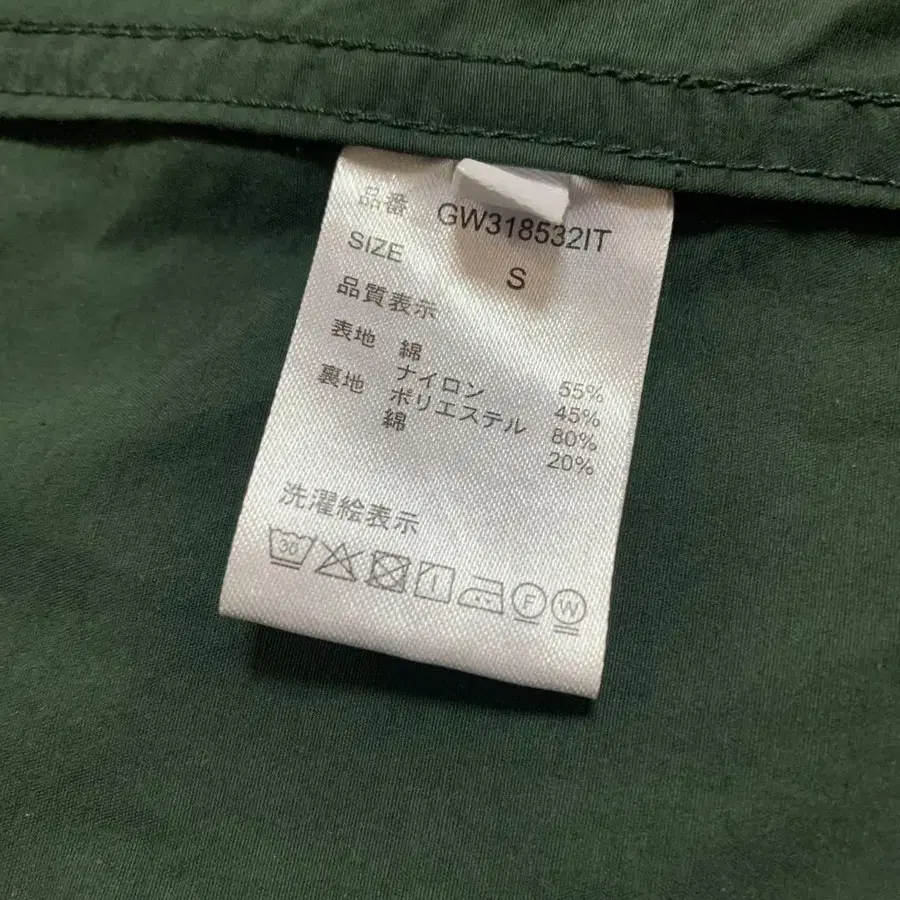 品番 GW318532IT
SIZE S
品質表示
表地 綿 55%
ナイロン 45%
裏地 ポリエステル 80%
綿 20%
洗濯絵表示
30 F W